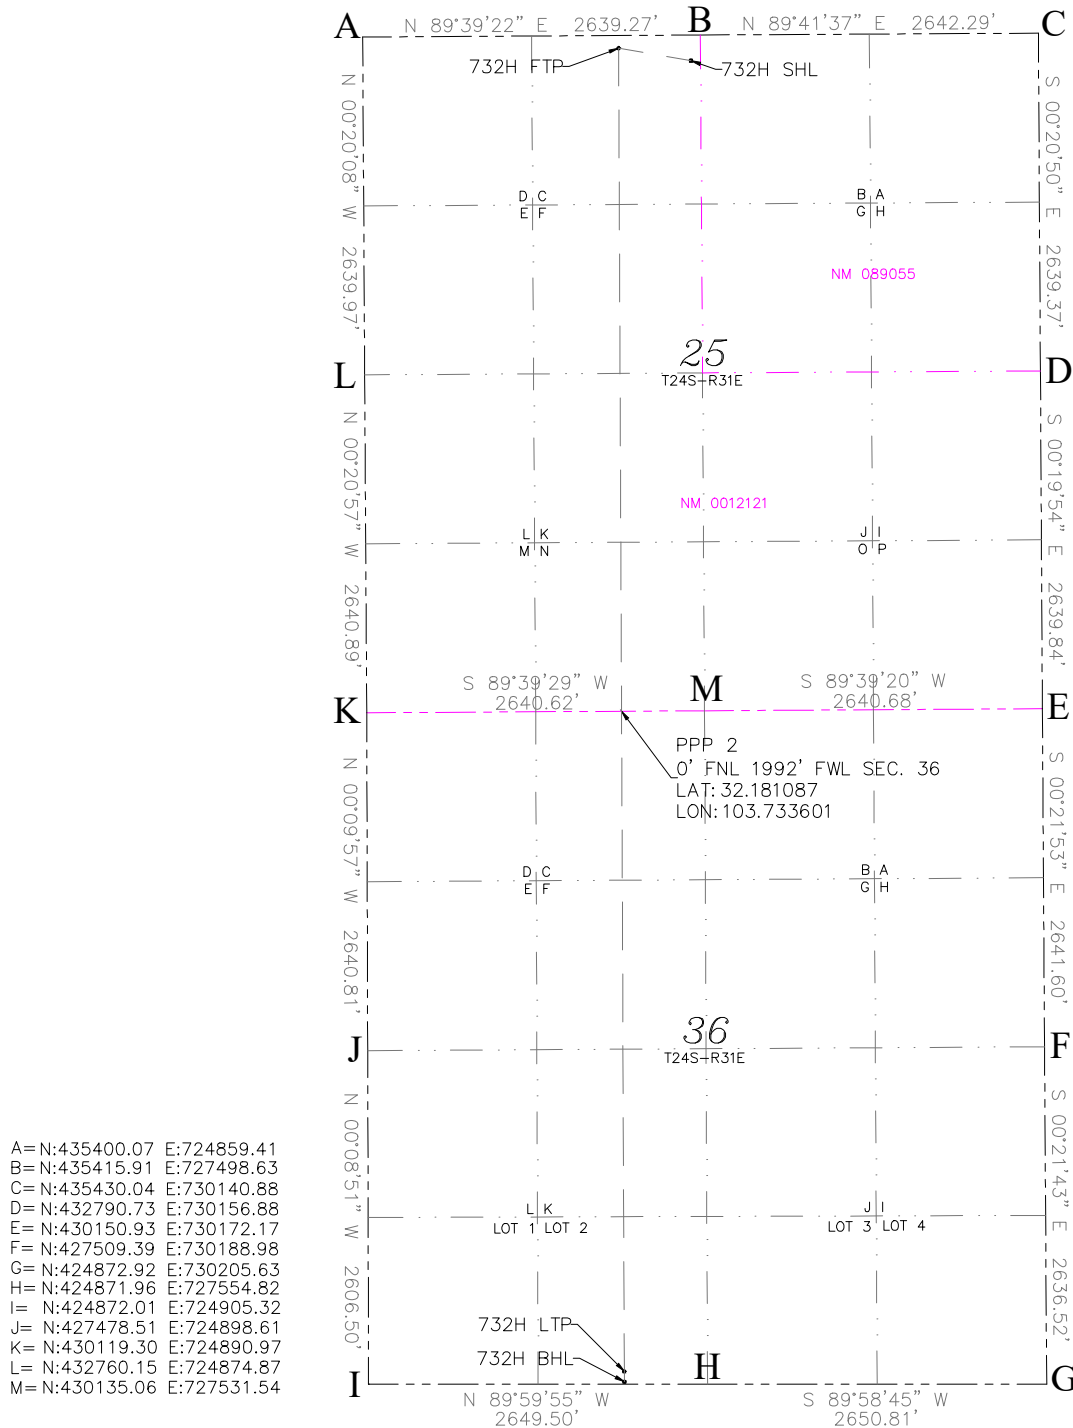 A N 89°39'22" E 2639.27' B N 89°41'37" E 2642.29' C
732H FTP
732H SHL
N 00°20'08" W 2639.97'
S 00°20'50" E 2639.37'
D C
E F
B A
G H
NM 089055
25
T24S-R31E
L
D
N 00°20'57" W 2640.89'
S 00°19'54" E 2639.84'
NM 0012121
L K
M N
J I
O P
S 89°39'29" W
2640.62'
M
S 89°39'20" W
2640.68'
K
E
PPP 2
0' FNL 1992' FWL SEC. 36
LAT: 32.181087
LON: 103.733601
N 00°09'57" W 2640.81'
S 00°21'53" E 2641.60'
D C
E F
B A
G H
36
T24S-R31E
J
F
N 00°08'51" W 2606.50'
S 00°21'43" E 2636.52'
L K
LOT 1 LOT 2
J I
LOT 3 LOT 4
732H LTP
732H BHL
I
H
G
N 89°59'55" W
2649.50'
S 89°58'45" W
2650.81'
A= N:435400.07 E:724859.41
B= N:435415.91 E:727498.63
C= N:435430.04 E:730140.88
D= N:432790.73 E:730156.88
E= N:430150.93 E:730172.17
F= N:427509.39 E:730188.98
G= N:424872.92 E:730205.63
H= N:424871.96 E:727554.82
I= N:424872.01 E:724905.32
J= N:427478.51 E:724898.61
K= N:430119.30 E:724890.97
L= N:432760.15 E:724874.87
M= N:430135.06 E:727531.54